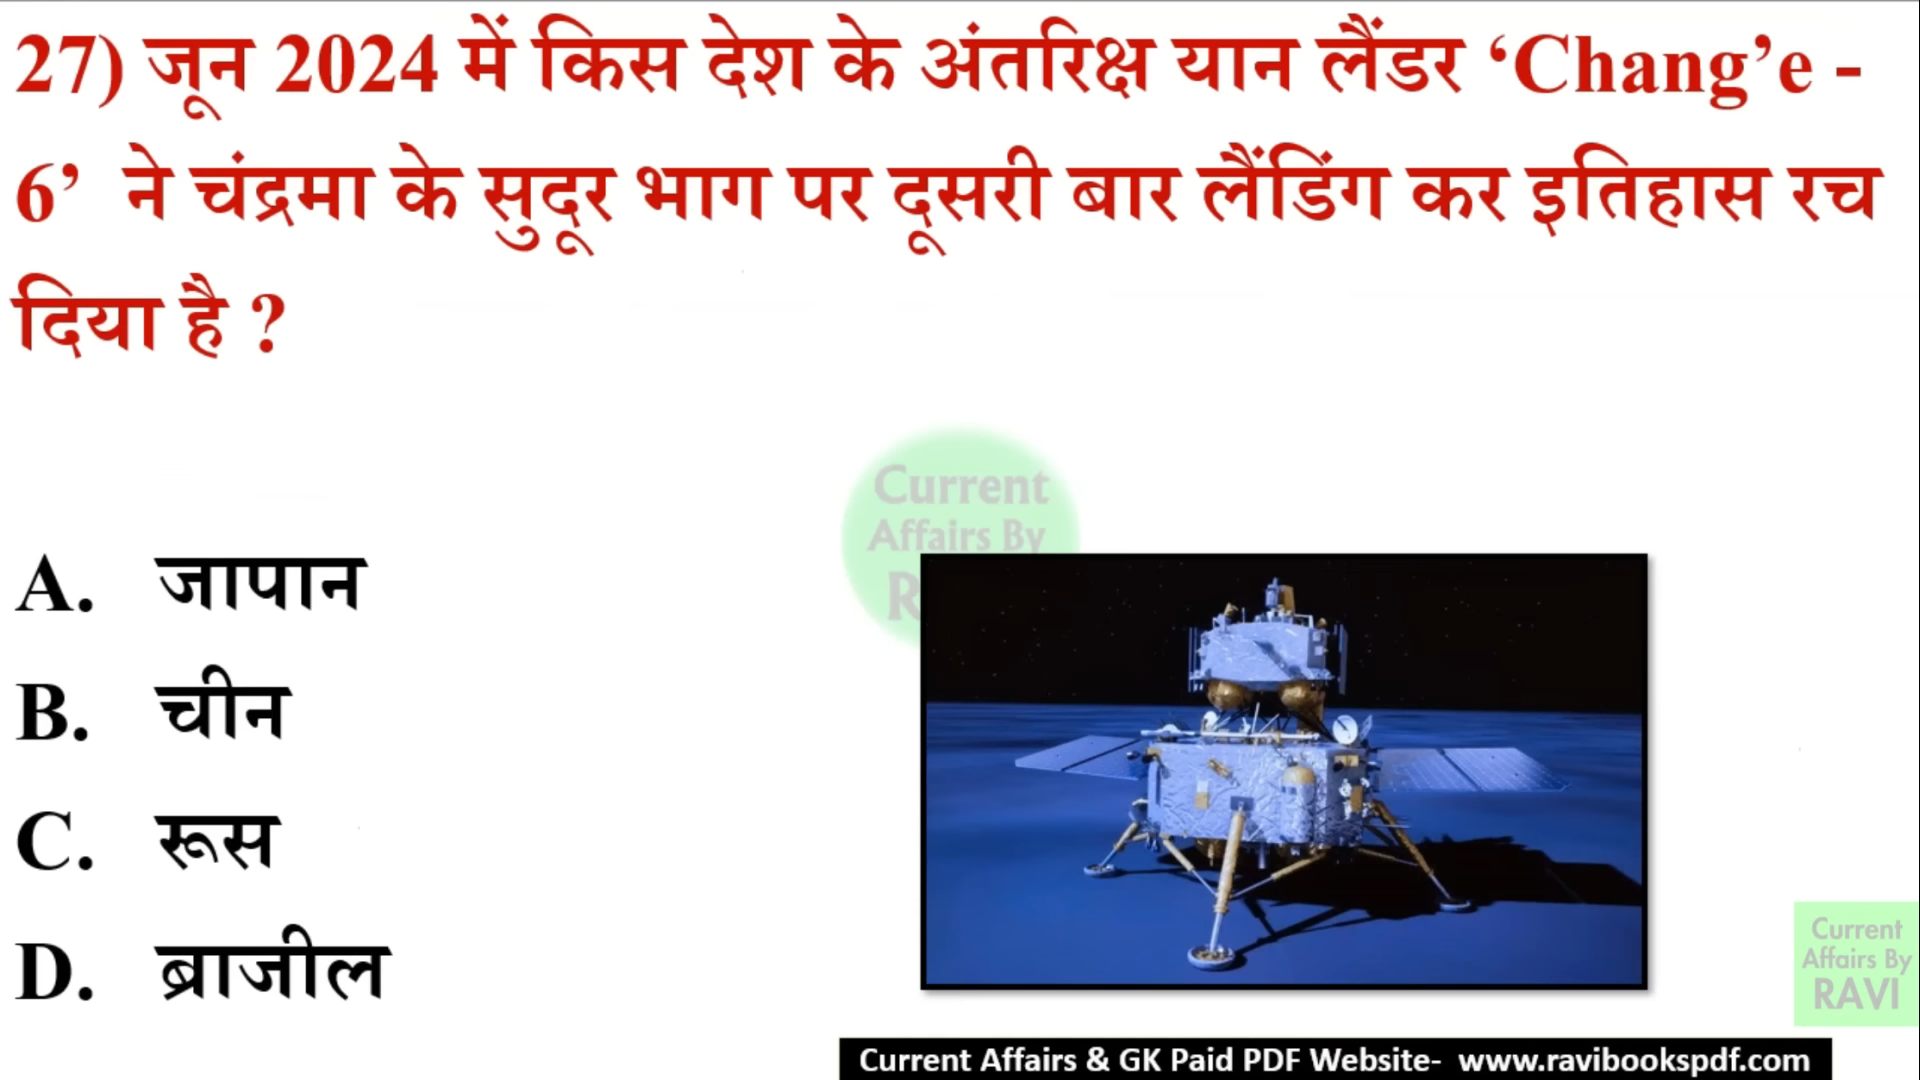 27) जून 2024 में किस देश के अंतरिक्ष यान लैंडर ‘Chang’e -
6’ ने चंद्रमा के सुदूर भाग पर दूसरी बार लैंडिंग कर इतिहास रच
दिया है ?
Current
Affairs By
R
A. जापान
B. चीन
C. रूस
D. ब्राजील
Current
Affairs By
RAVI
Current Affairs & GK Paid PDF Website- www.ravibookspdf.com